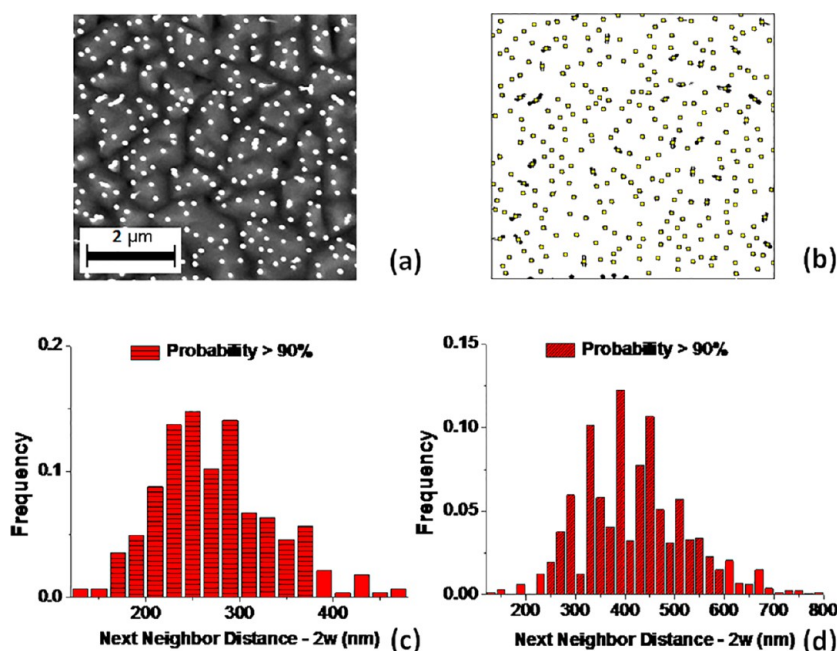 2 μm
(a)
(b)
0.2
Probability > 90%
0.1
Frequency
0.0
200
300
400
Next Neighbor Distance - 2w (nm)
(c)
0.15
Probability > 90%
0.10
Frequency
0.05
0.00
200
300
400
500
600
700
800
Next Neighbor Distance - 2w (nm)
(d)